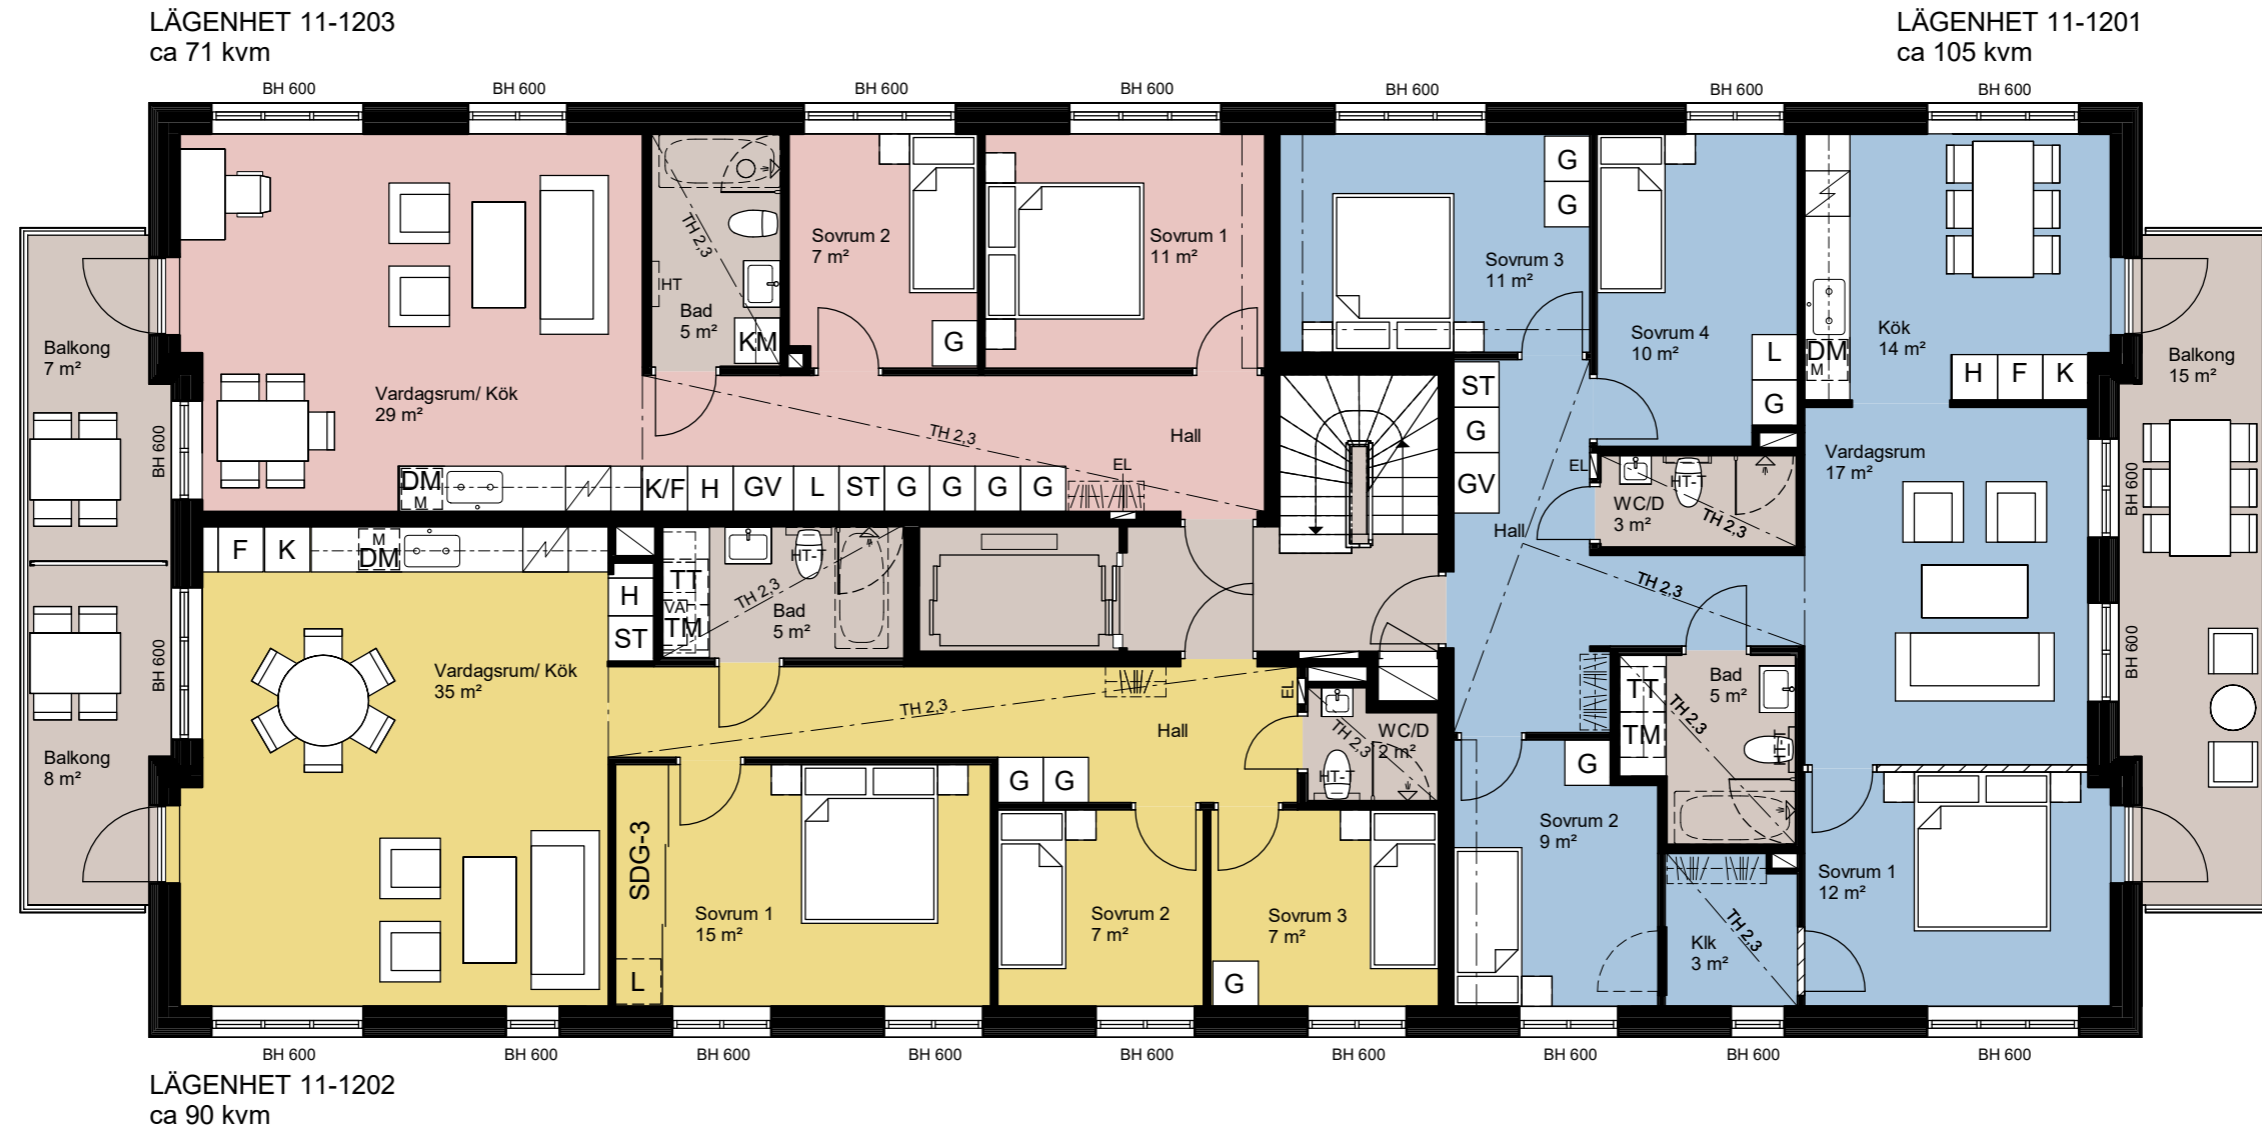 LÄGENHET 11-1203
ca 71 kvm
LÄGENHET 11-1201
ca 105 kvm
BH 600
BH 600
BH 600
BH 600
BH 600
BH 600
BH 600
Balkong
7 m²
BH 600
Vardagsrum/ Kök
29 m²
TH 2,3
HT
Bad
5 m²
KM
Sovrum 2
7 m²
G
Sovrum 1
11 m²
TH 2,3
Hall
EL
DM
M
K/F
H
GV
L
ST
G
G
G
G
G
G
Sovrum 3
11 m²
Sovrum 4
10 m²
L
G
ST
G
GV
Hall
EL
WC/D
3 m²
HT-T
TH 2,3
TH 2,3
Kök
14 m²
DM
M
H
F
K
Vardagsrum
17 m²
Balkong
15 m²
BH 600
BH 600
F
K
M
DM
H
ST
TT
VA
TM
HT-T
TH 2,3
Bad
5 m²
BH 600
Vardagsrum/ Kök
35 m²
Balkong
8 m²
TH 2,3
Hall
EL
WC/D
2 m²
TH 2,3
HT-T
G
G
SDG-3
L
Sovrum 1
15 m²
Sovrum 2
7 m²
Sovrum 3
7 m²
G
TT
TM
Bad
5 m²
TH 2,3
HT-T
G
Sovrum 2
9 m²
Klk
3 m²
TH 2,3
Sovrum 1
12 m²
BH 600
BH 600
BH 600
BH 600
BH 600
BH 600
BH 600
BH 600
BH 600
LÄGENHET 11-1202
ca 90 kvm